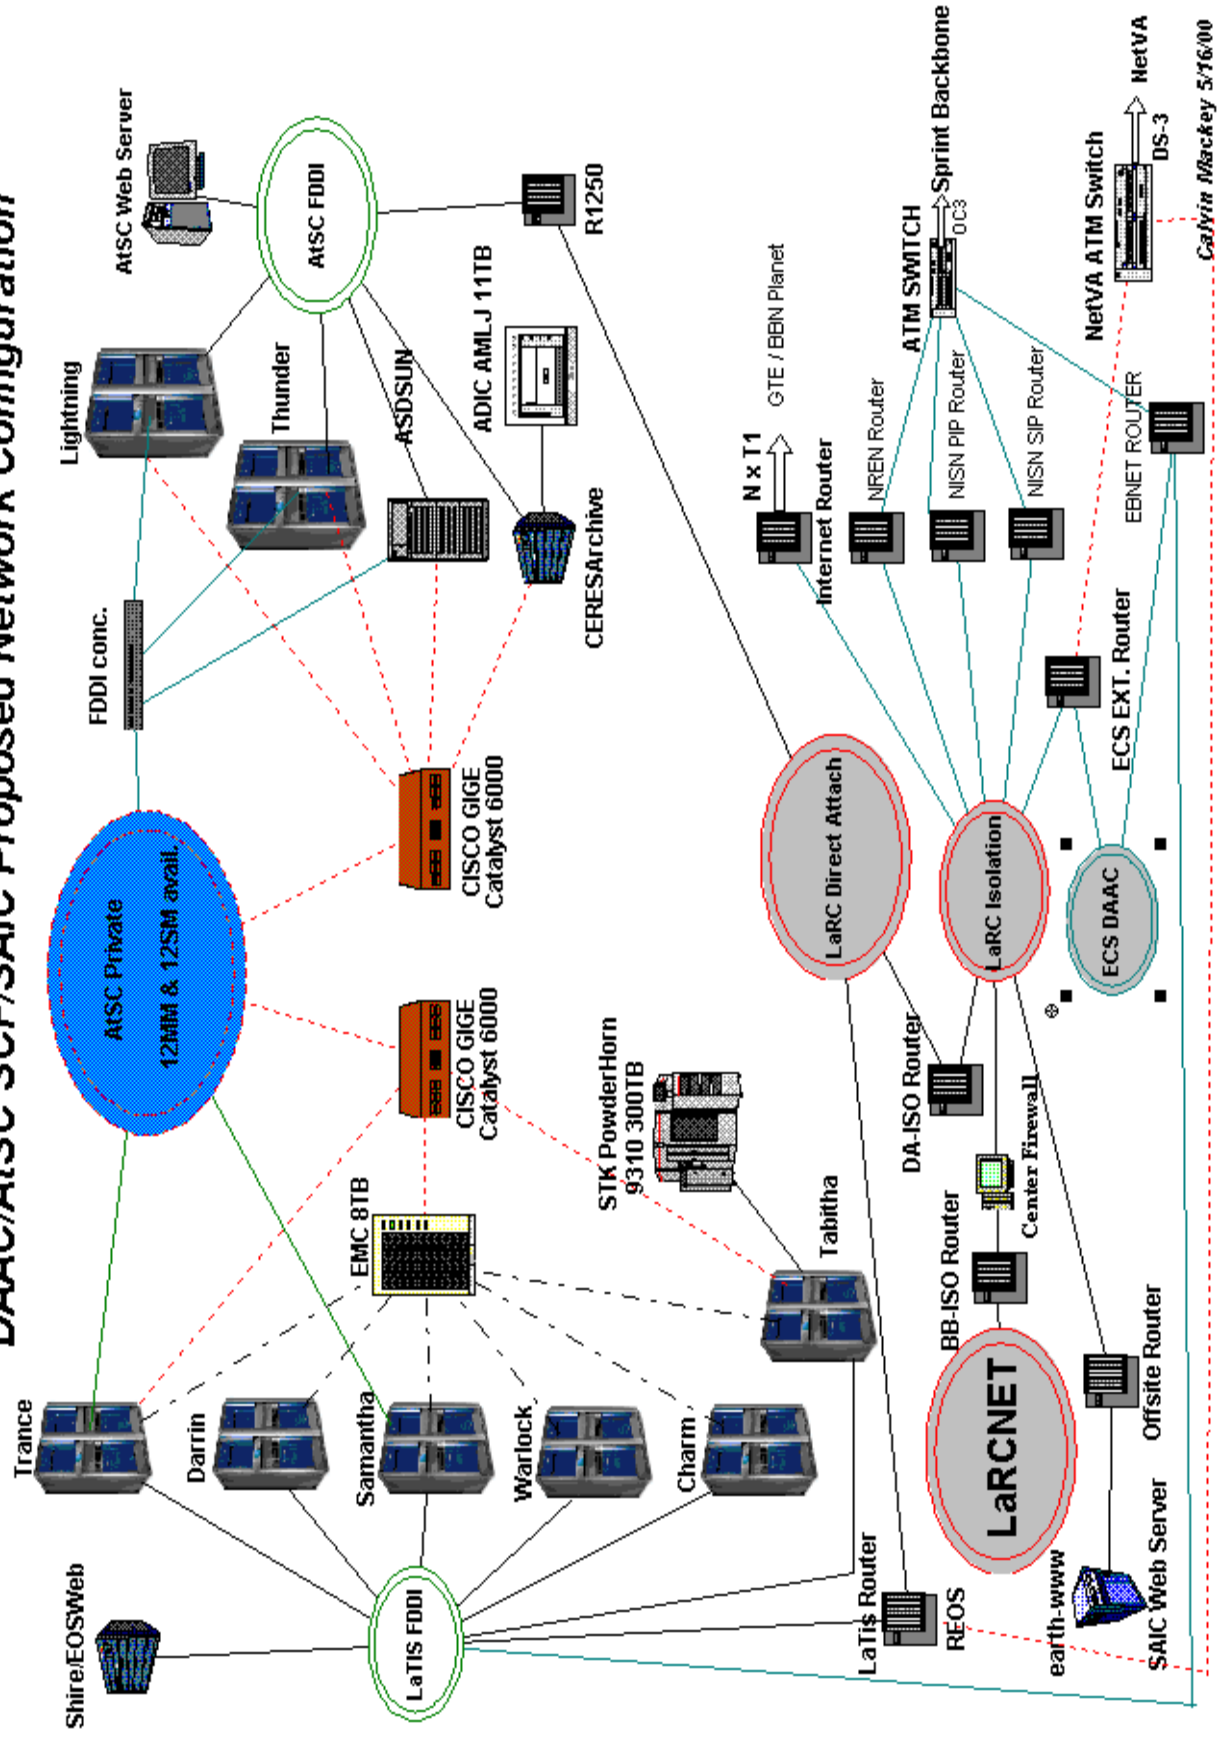 DAAC/AtSC SCF/SAIC Proposed Network Configuration
Trance
Lightning
AtSC Web Server
Shire/EOSWeb
AtSC Private
12MM & 12SM avail.
FDDI conc.
Darrin
Thunder
AtSC FDDI
Samantha
EMC 8TB
CISCO GIGE
Catalyst 6000
CISCO GIGE
Catalyst 6000
ASDSUN
LaTIS FDDI
Warlock
ADIC AMLJ 11TB
CERESArchive
R1250
Charm
STK PowderHorn
9310 300TB
Tabitha
LaRC Direct Attach
N x T1
GTE / BBN Planet
Internet Router
LaTis Router
REOS
DA-ISO Router
NREN Router
ATM SWITCH
Sprint Backbone
OC3
BB-ISO Router
LaRCNET
Center Firewall
LaRC Isolation
NISN PIP Router
NISN SIP Router
earth-www
SAIC Web Server
Offsite Router
ECS DAAC
ECS EXT. Router
EBNET ROUTER
NetVA ATM Switch
NetVA
DS-3
Calvin Mackey 5/16/00